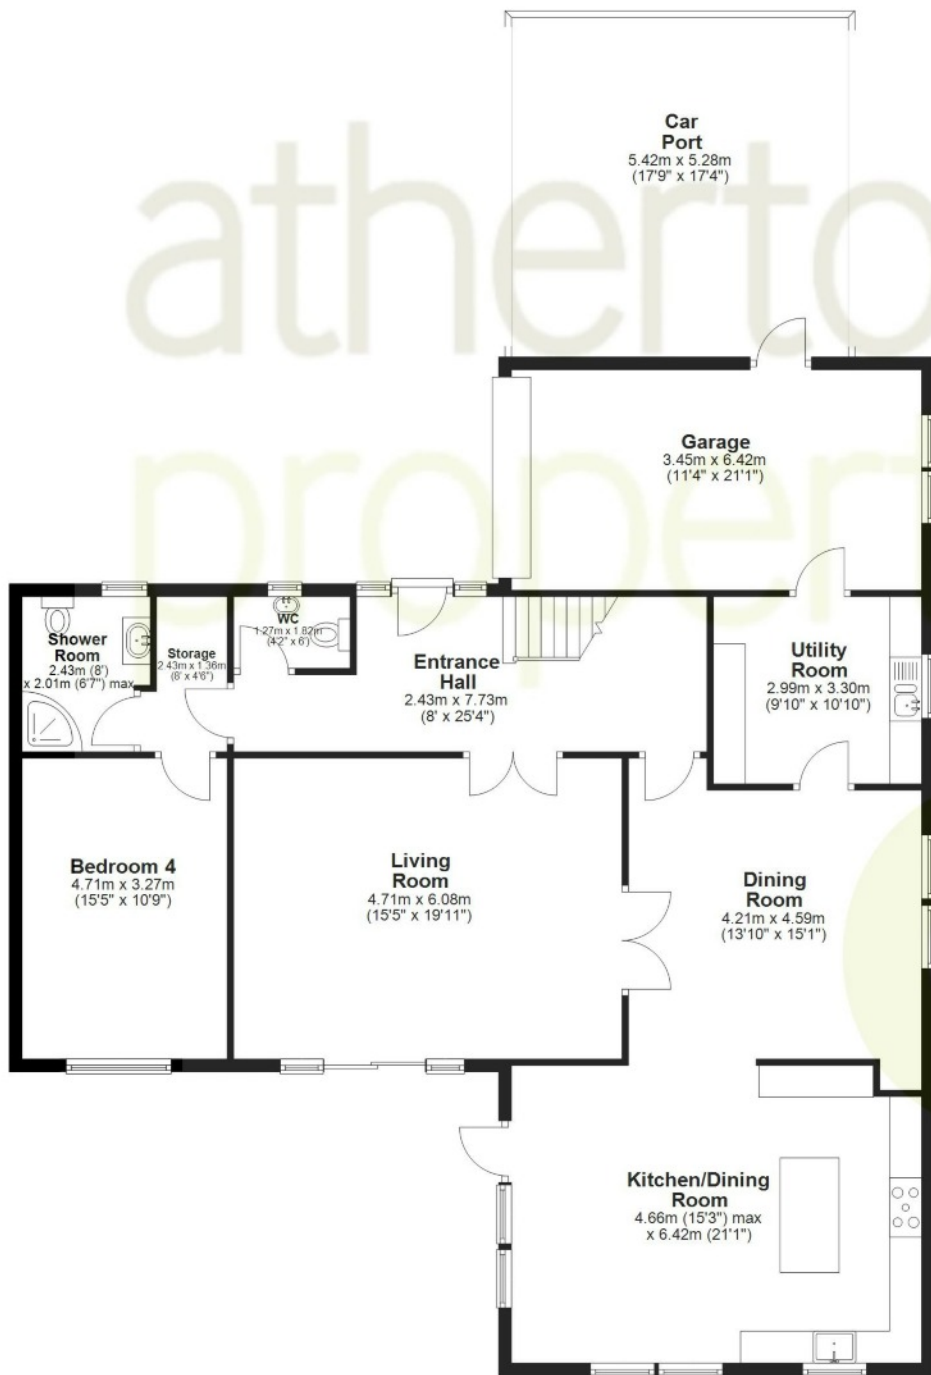 Car
Port
5.42m x 5.28m
(17'9" x 17'4")
atherto
proper
Garage
3.45m x 6.42m
(11'4" x 21'1")
Shower
Room
2.43m (8')
x 2.01m (6'7") max
Storage
2.43m x 1.36m
(8' x 4'6")
WC
1.27m x 1.82m
(4'2" x 6')
Entrance
Hall
2.43m x 7.73m
(8' x 25'4")
Utility
Room
2.99m x 3.30m
(9'10" x 10'10")
Bedroom 4
4.71m x 3.27m
(15'5" x 10'9")
Living
Room
4.71m x 6.08m
(15'5" x 19'11")
Dining
Room
4.21m x 4.59m
(13'10" x 15'1")
Kitchen/Dining
Room
4.66m (15'3") max
x 6.42m (21'1")